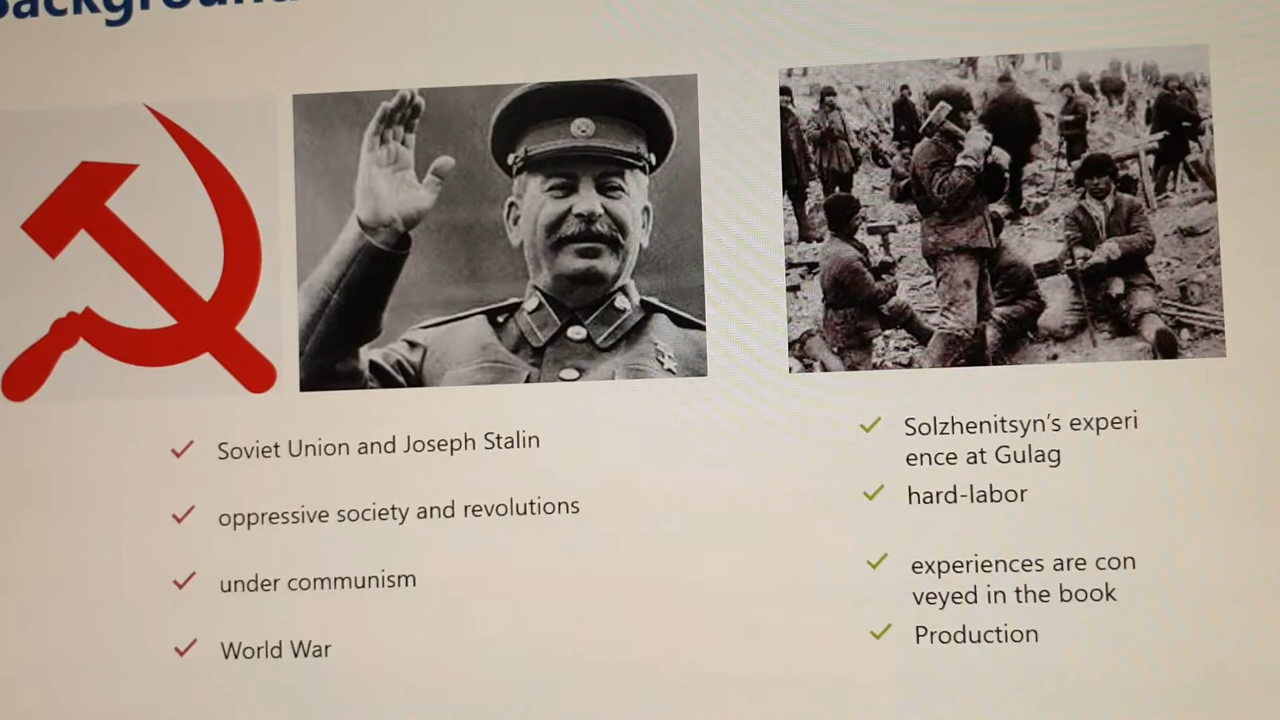 Background
Soviet Union and Joseph Stalin
oppressive society and revolutions
under communism
World War
Solzhenitsyn’s experi
ence at Gulag
hard-labor
experiences are con
veyed in the book
Production